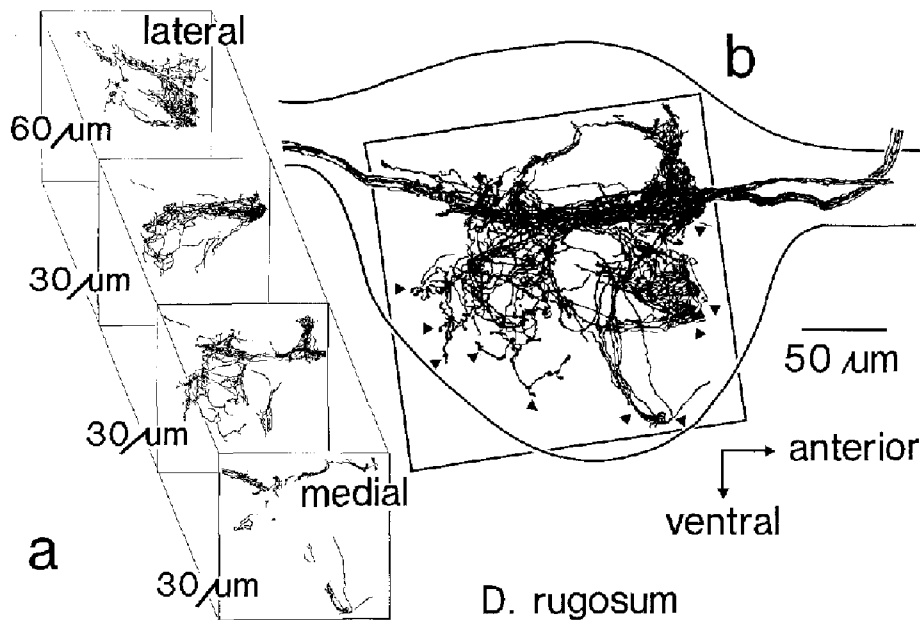 lateral
b
60 µm
30 µm
50 µm
30 µm
anterior
medial
ventral
a
30 µm
D. rugosum